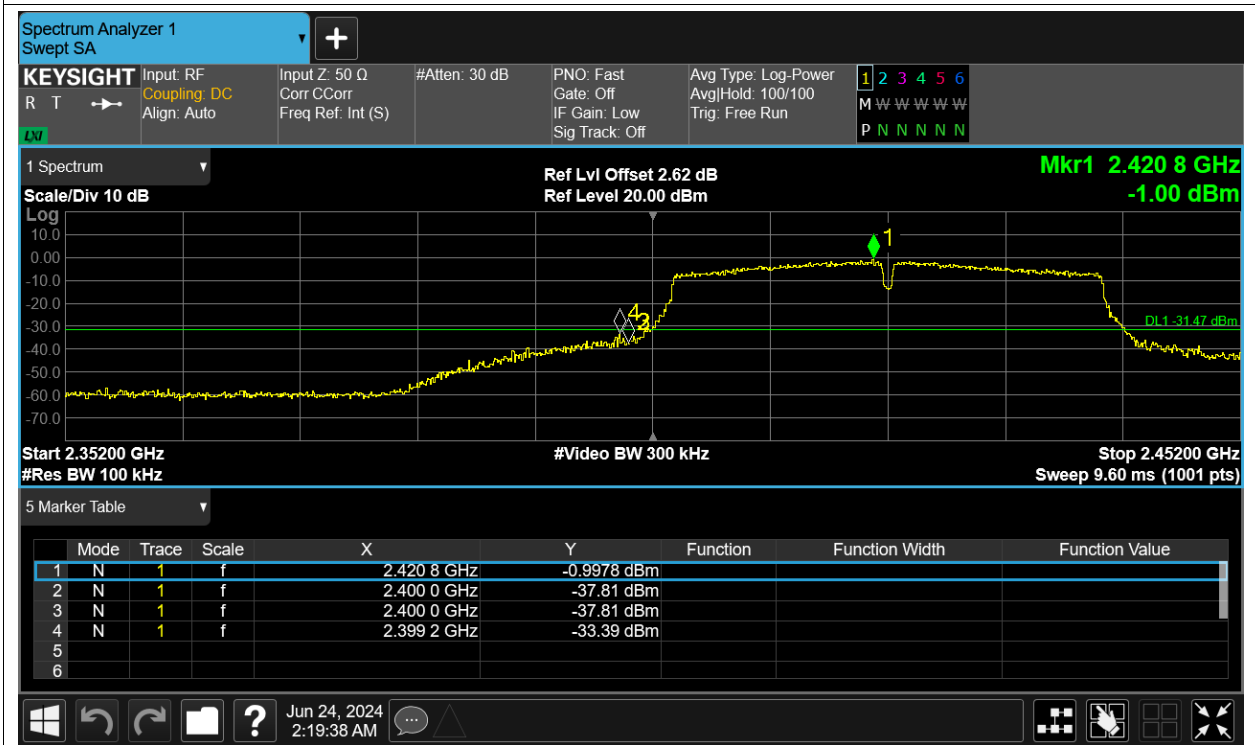 Spectrum Analyzer 1
Swept SA
+
KEYSIGHT
R T
LXI
Input: RF
Coupling: DC
Align: Auto
Input Z: 50 Ω
Corr CCorr
Freq Ref: Int (S)
#Atten: 30 dB
PNO: Fast
Gate: Off
IF Gain: Low
Sig Track: Off
Avg Type: Log-Power
Avg|Hold: 100/100
Trig: Free Run
1 2 3 4 5 6
M W W W W W
P N N N N N
1 Spectrum
Scale/Div 10 dB
Ref Lvl Offset 2.62 dB
Ref Level 20.00 dBm
Mkr1 2.420 8 GHz
-1.00 dBm
Log
10.0
0.00
-10.0
-20.0
-30.0
-40.0
-50.0
-60.0
-70.0
1
4
DL1 -31.47 dBm
Start 2.35200 GHz
#Res BW 100 kHz
#Video BW 300 kHz
Stop 2.45200 GHz
Sweep 9.60 ms (1001 pts)
5 Marker Table
Mode Trace Scale X Y Function Function Width Function Value
1 N 1 f 2.420 8 GHz -0.9978 dBm
2 N 1 f 2.400 0 GHz -37.81 dBm
3 N 1 f 2.400 0 GHz -37.81 dBm
4 N 1 f 2.399 2 GHz -33.39 dBm
5
6
?
Jun 24, 2024
2:19:38 AM